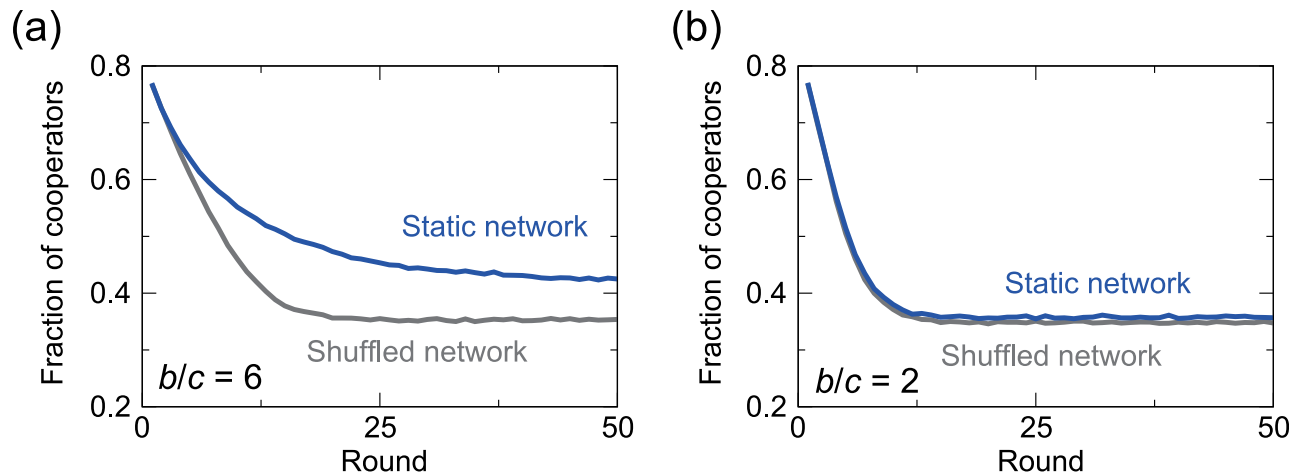 (a)
Fraction of cooperators
0.8
0.6
0.4
0.2
Static network
Shuffled network
b/c = 6
0
25
50
Round
(b)
Fraction of cooperators
0.8
0.6
0.4
0.2
Static network
Shuffled network
b/c = 2
0
25
50
Round